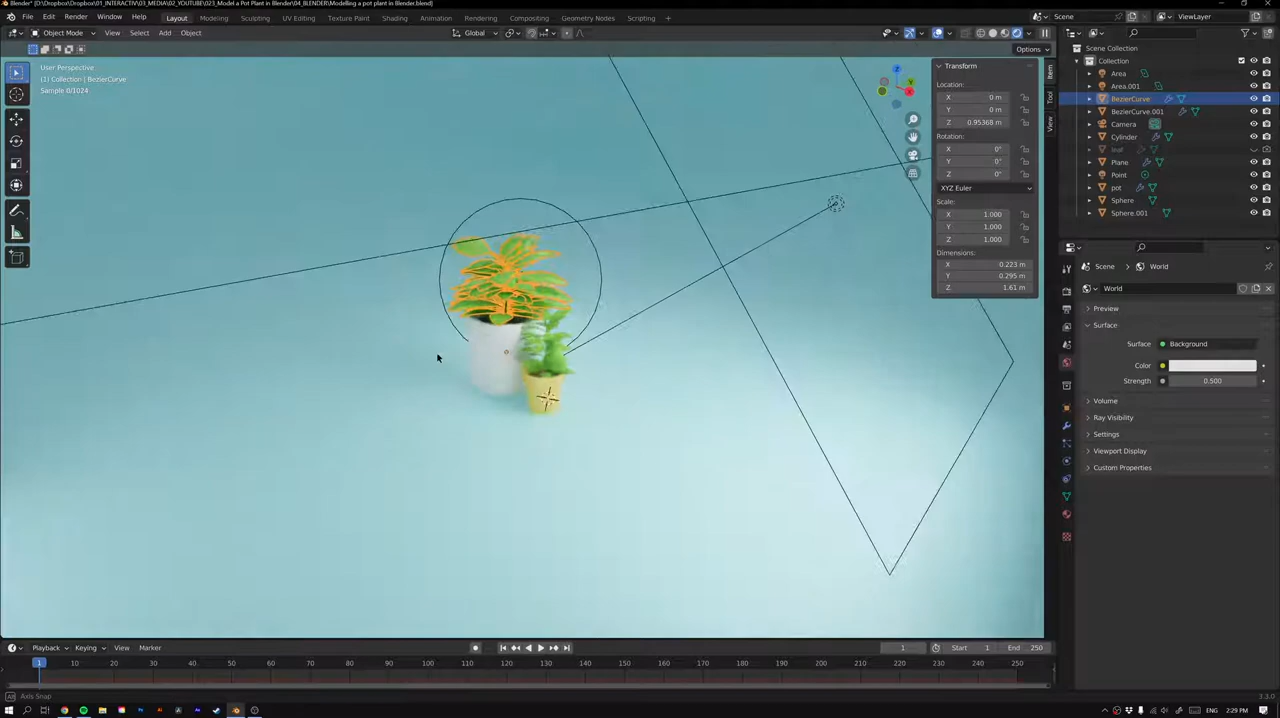 Blender* [D:\Dropbox\01_INTERACTIV\03_MEDIA\02_YOUTUBE\023_Model a Pot Plant in Blender\04_BLENDER\Modelling a pot plant in Blender.blend]
File Edit Render Window Help Layout Modeling Sculpting UV Editing Texture Paint Shading Animation Rendering Compositing Geometry Nodes Scripting + Scene ViewLayer
Object Mode View Select Add Object Global
Options
User Perspective
(1) Collection | BezierCurve
Sample 0/1024
Z
X
Transform
Location:
X 0 m
Y 0 m
Z 0.95368 m
Rotation:
X 0°
Y 0°
Z 0°
XYZ Euler
Scale:
X 1.000
Y 1.000
Z 1.000
Dimensions:
X 0.223 m
Y 0.295 m
Z 1.61 m
Item
Tool
View
Scene Collection
Collection
Area
Area.001
BezierCurve
BezierCurve.001
Camera
Cylinder
leaf
Plane
Point
pot
Sphere
Sphere.001
Scene World
World
Preview
Surface
Surface Background
Color
Strength 0.500
Volume
Ray Visibility
Settings
Viewport Display
Custom Properties
Playback Keying View Marker 1 Start 1 End 250
1 10 20 30 40 50 60 70 80 90 100 110 120 130 140 150 160 170 180 190 200 210 220 230 240 250
Axis Snap 3.3.0
ENG 2:29 PM